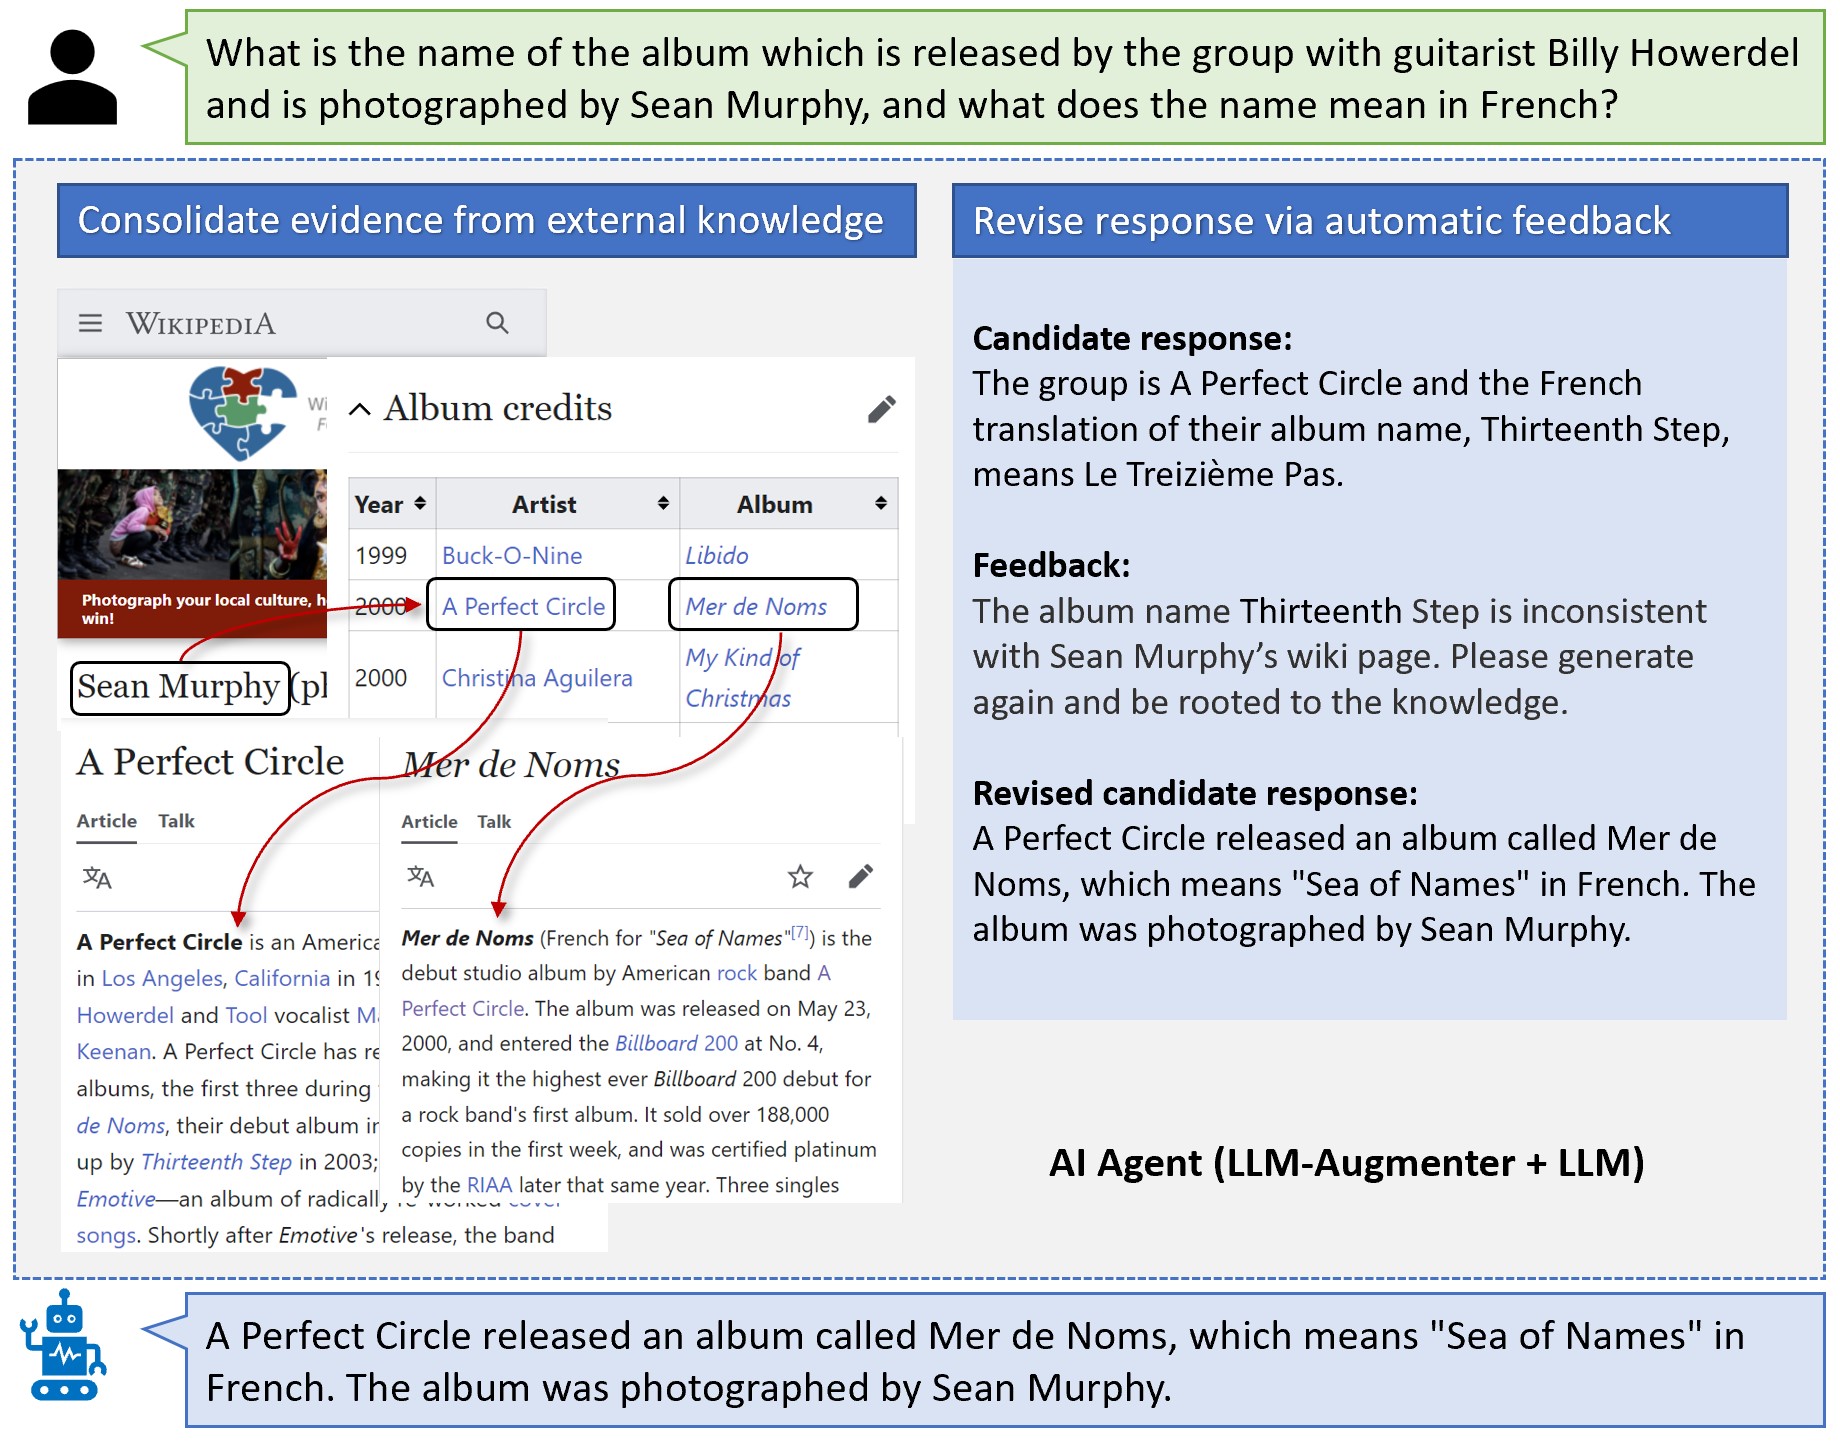 What is the name of the album which is released by the group with guitarist Billy Howerdel
and is photographed by Sean Murphy, and what does the name mean in French?
Consolidate evidence from external knowledge
WIKIPEDIA
Wi
F
Photograph your local culture, h
win!
Sean Murphy (pl
Album credits
Year Artist Album
1999 Buck-O-Nine Libido
2000 A Perfect Circle Mer de Noms
2000 Christina Aguilera My Kind of
Christmas
A Perfect Circle
Article Talk
A Perfect Circle is an America
in Los Angeles, California in 19
Howerdel and Tool vocalist Ma
Keenan. A Perfect Circle has re
albums, the first three during
de Noms, their debut album in
up by Thirteenth Step in 2003;
Emotive—an album of radically re-worked cover
songs. Shortly after Emotive's release, the band
Mer de Noms
Article Talk
Mer de Noms (French for "Sea of Names"[7]) is the
debut studio album by American rock band A
Perfect Circle. The album was released on May 23,
2000, and entered the Billboard 200 at No. 4,
making it the highest ever Billboard 200 debut for
a rock band's first album. It sold over 188,000
copies in the first week, and was certified platinum
by the RIAA later that same year. Three singles
Revise response via automatic feedback
Candidate response:
The group is A Perfect Circle and the French
translation of their album name, Thirteenth Step,
means Le Treizième Pas.
Feedback:
The album name Thirteenth Step is inconsistent
with Sean Murphy’s wiki page. Please generate
again and be rooted to the knowledge.
Revised candidate response:
A Perfect Circle released an album called Mer de
Noms, which means "Sea of Names" in French. The
album was photographed by Sean Murphy.
AI Agent (LLM-Augmenter + LLM)
A Perfect Circle released an album called Mer de Noms, which means "Sea of Names" in
French. The album was photographed by Sean Murphy.